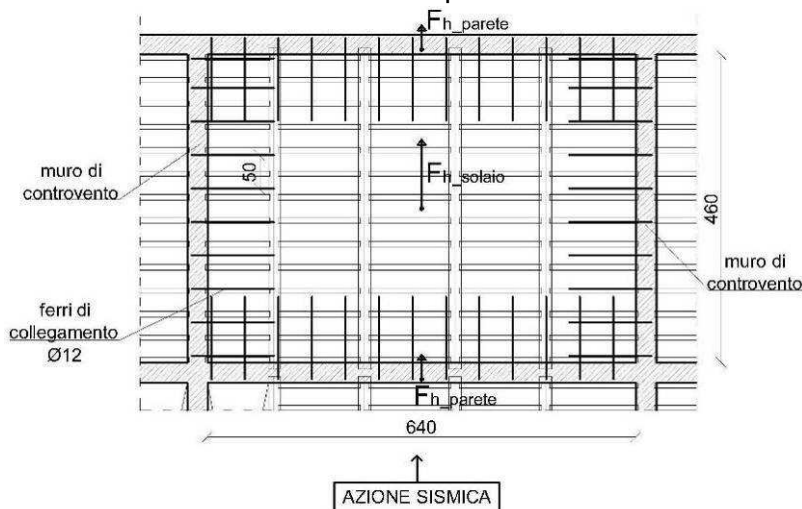 Fh_parete
muro di
controvento
50
Fh_solaio
460
muro di
controvento
ferri di
collegamento
Ø12
Fh_parete
640
AZIONE SISMICA